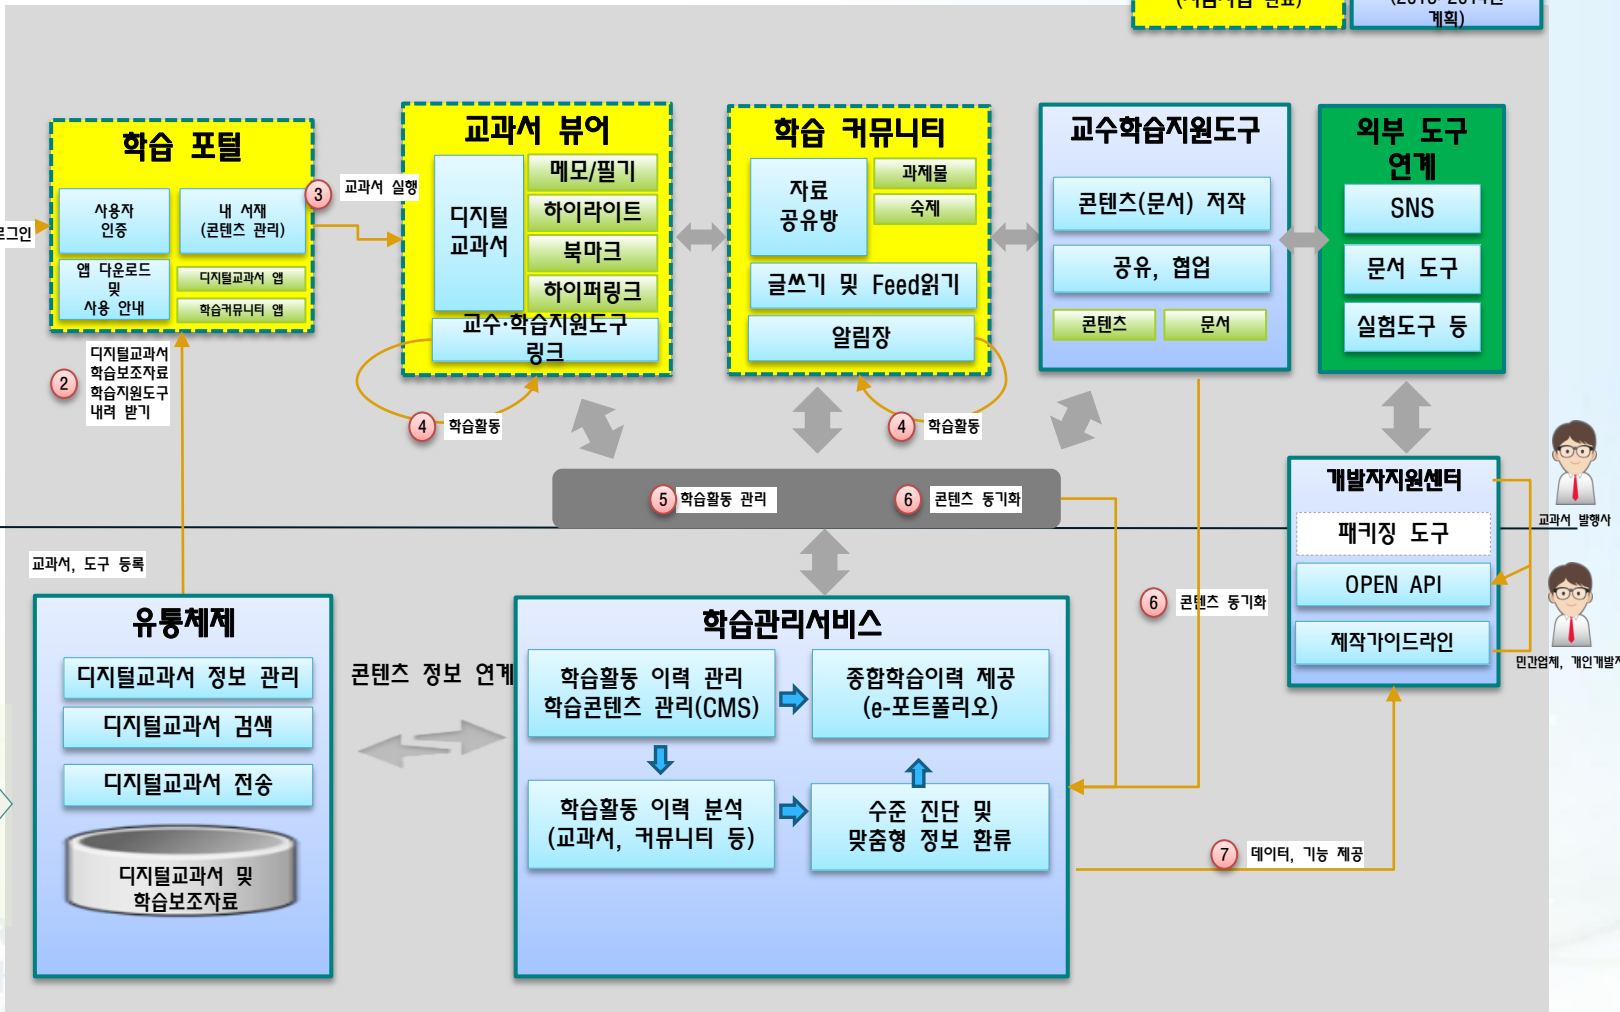 계획)
학습 포털
사용자
인증
내 서재
(콘텐츠 관리)
앱 다운로드
및
사용 안내
디지털교과서 앱
학습커뮤니티 앱
3
교과서 실행
교과서 뷰어
디지털
교과서
메모/필기
하이라이트
북마크
하이퍼링크
교수·학습지원도구
링크
학습 커뮤니티
자료
공유방
과제물
숙제
글쓰기 및 Feed읽기
알림장
교수학습지원도구
콘텐츠(문서) 저작
공유, 협업
콘텐츠
문서
외부 도구
연계
SNS
문서 도구
실험도구 등
2
디지털교과서
학습보조자료
학습지원도구
내려 받기
4
학습활동
4
학습활동
5
학습활동 관리
6
콘텐츠 동기화
개발자지원센터
패키징 도구
OPEN API
제작가이드라인
교과서 발행사
민간업체, 개인개발자
교과서, 도구 등록
6
콘텐츠 동기화
유통체제
디지털교과서 정보 관리
디지털교과서 검색
디지털교과서 전송
디지털교과서 및
학습보조자료
콘텐츠 정보 연계
학습관리서비스
학습활동 이력 관리
학습콘텐츠 관리(CMS)
종합학습이력 제공
(e-포트폴리오)
학습활동 이력 분석
(교과서, 커뮤니티 등)
수준 진단 및
맞춤형 정보 환류
7
데이터, 기능 제공